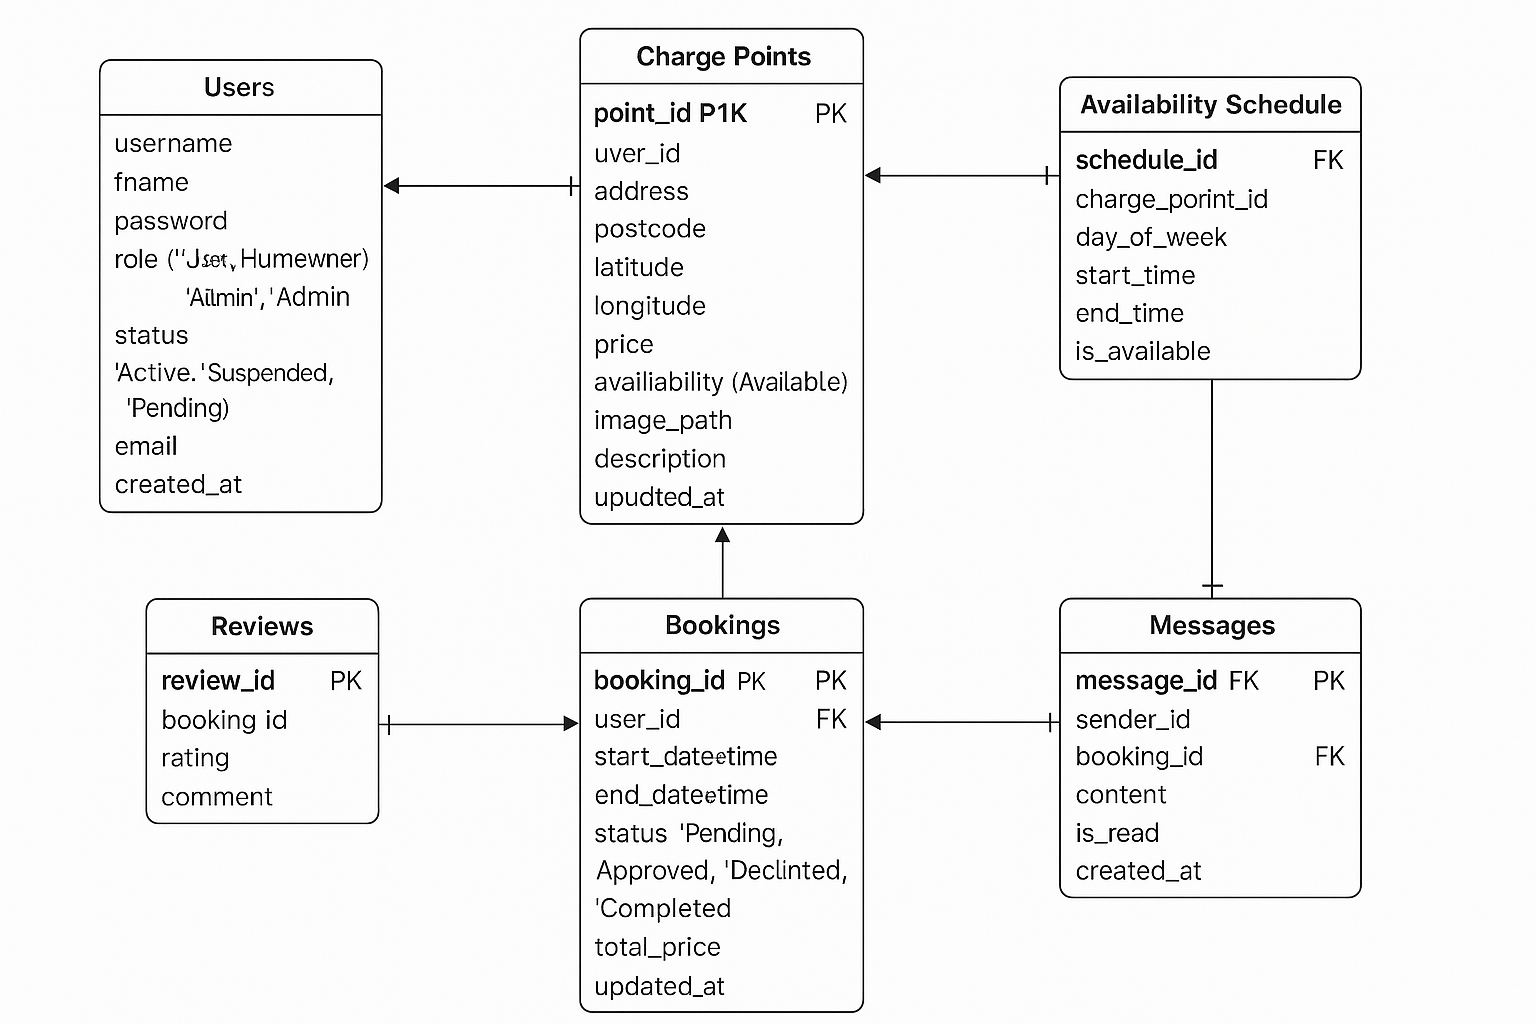 Users
username
fname
password
role ( Humewner)
'Admin
status
'Active. 'Suspended,
'Pending)
email
created_at
Charge Points
point_id P1K PK
uver_id
address
postcode
latitude
longitude
price
availiability (Available)
image_path
description
upudted_at
Availability Schedule
schedule_id FK
charge_porint_id
day_of_week
start_time
end_time
is_available
Reviews
review_id PK
booking id
rating
comment
Bookings
booking_id PK PK
user_id FK
start_dateetime
end_dateetime
status 'Pending,
Approved, 'Declinted,
'Completed
total_price
updated_at
Messages
message_id FK PK
sender_id
booking_id FK
content
is_read
created_at